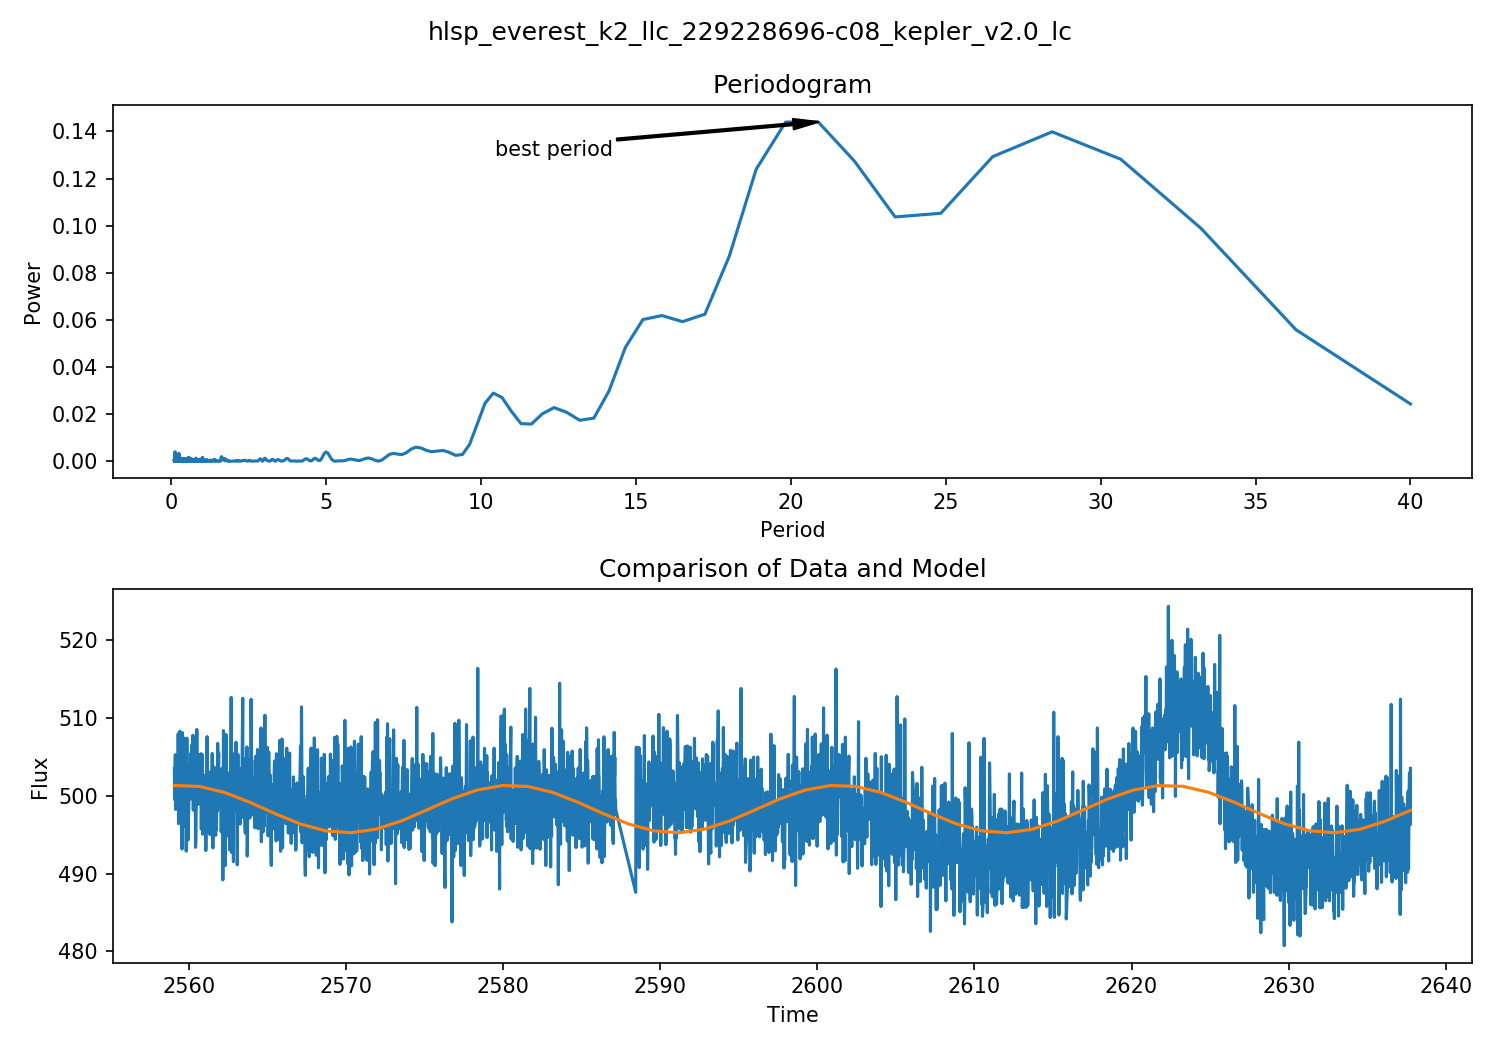 hlsp_everest_k2_llc_229228696-c08_kepler_v2.0_lc
Periodogram
0.14
0.12
0.10
0.08
0.06
0.04
0.02
0.00
Power
best period
0 5 10 15 20 25 30 35 40
Period
Comparison of Data and Model
520
510
500
490
480
Flux
2560 2570 2580 2590 2600 2610 2620 2630 2640
Time